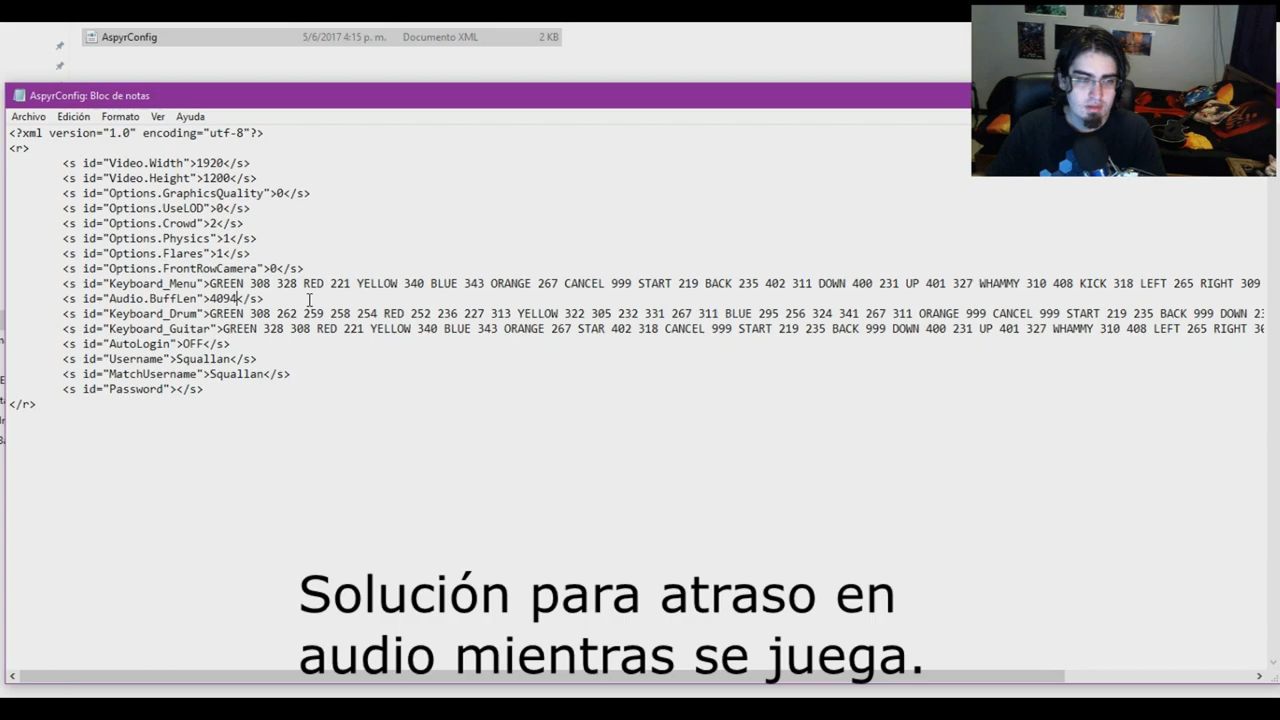 AspyrConfig 5/6/2017 4:15 p. m. Documento XML 2 KB
AspyrConfig: Bloc de notas
Archivo Edición Formato Ver Ayuda
<?xml version="1.0" encoding="utf-8"?>
<r>
<s id="Video.Width">1920</s>
<s id="Video.Height">1200</s>
<s id="Options.GraphicsQuality">0</s>
<s id="Options.UseLOD">0</s>
<s id="Options.Crowd">2</s>
<s id="Options.Physics">1</s>
<s id="Options.Flares">1</s>
<s id="Options.FrontRowCamera">0</s>
<s id="Keyboard_Menu">GREEN 308 328 RED 221 YELLOW 340 BLUE 343 ORANGE 267 CANCEL 999 START 219 BACK 235 402 311 DOWN 400 231 UP 401 327 WHAMMY 310 408 KICK 318 LEFT 265 RIGHT 309
<s id="Audio.BuffLen">4094</s>
<s id="Keyboard_Drum">GREEN 308 262 259 258 254 RED 252 236 227 313 YELLOW 322 305 232 331 267 311 BLUE 295 256 324 341 267 311 ORANGE 999 CANCEL 999 START 219 235 BACK 999 DOWN
<s id="Keyboard_Guitar">GREEN 328 308 RED 221 YELLOW 340 BLUE 343 ORANGE 267 STAR 402 318 CANCEL 999 START 219 235 BACK 999 DOWN 400 231 UP 401 327 WHAMMY 310 408 LEFT 265 RIGHT
<s id="AutoLogin">OFF</s>
<s id="Username">Squallan</s>
<s id="MatchUsername">Squallan</s>
<s id="Password"></s>
</r>
Solución para atraso en
audio mientras se juega.